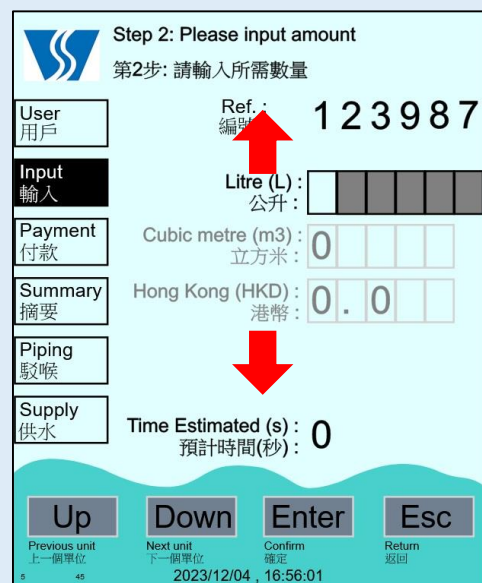 Step 2: Please input amount
第2步: 請輸入所需數量
User
用戶
Ref. :
編號
123987
Input
輸入
Litre (L) :
公升 :
Payment
付款
Cubic metre (m3) :
立方米 :
0
Summary
摘要
Hong Kong (HKD) :
港幣 :
0.0
Piping
駁喉
Supply
供水
Time Estimated (s) :
預計時間(秒) :
0
Up
Down
Enter
Esc
Previous unit
上一個單位
Next unit
下一個單位
Confirm
確定
Return
返回
5 45
2023/12/04 , 16:56:01